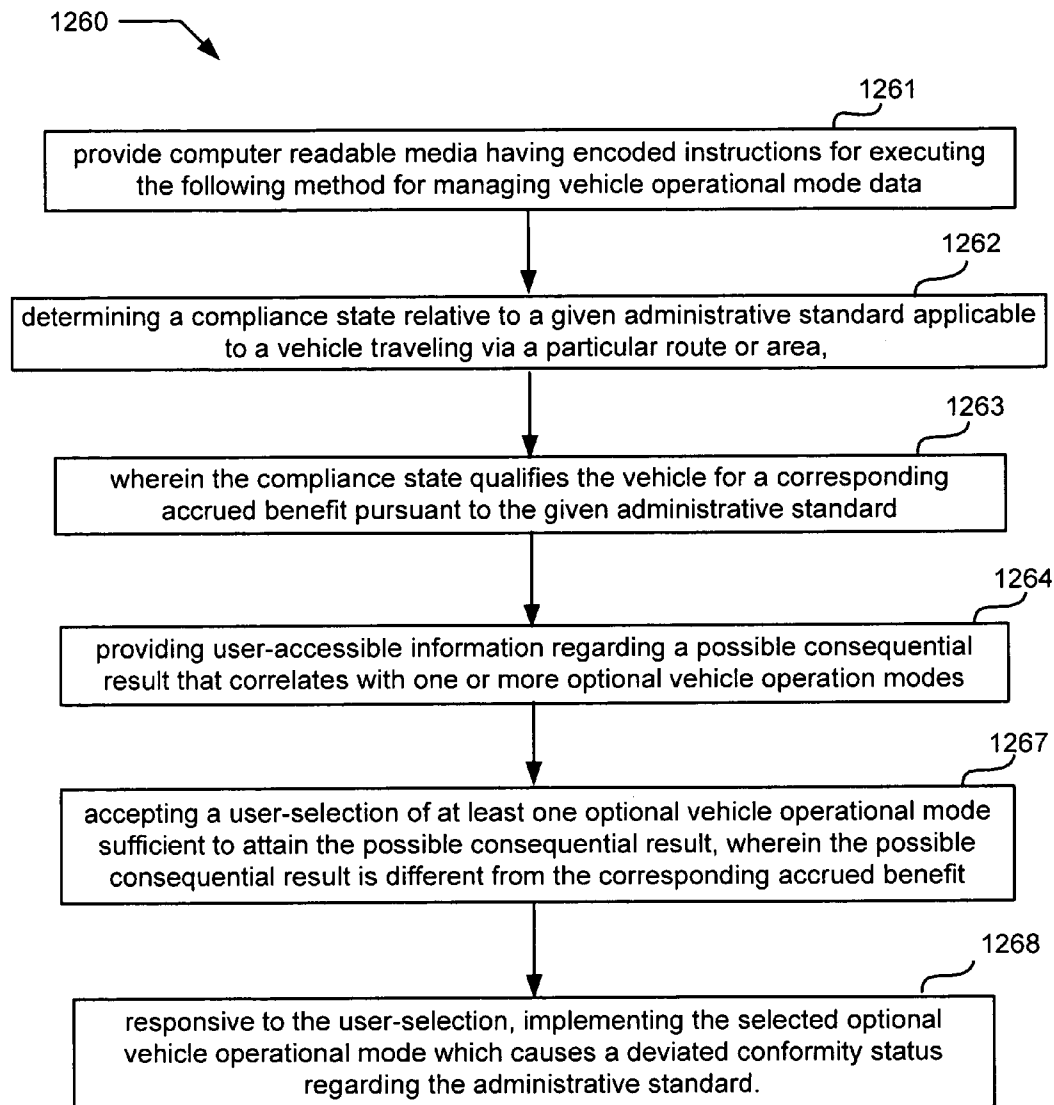 1260
1261
provide computer readable media having encoded instructions for executing
the following method for managing vehicle operational mode data
1262
determining a compliance state relative to a given administrative standard applicable
to a vehicle traveling via a particular route or area,
1263
wherein the compliance state qualifies the vehicle for a corresponding
accrued benefit pursuant to the given administrative standard
1264
providing user-accessible information regarding a possible consequential
result that correlates with one or more optional vehicle operation modes
1267
accepting a user-selection of at least one optional vehicle operational mode
sufficient to attain the possible consequential result, wherein the possible
consequential result is different from the corresponding accrued benefit
1268
responsive to the user-selection, implementing the selected optional
vehicle operational mode which causes a deviated conformity status
regarding the administrative standard.